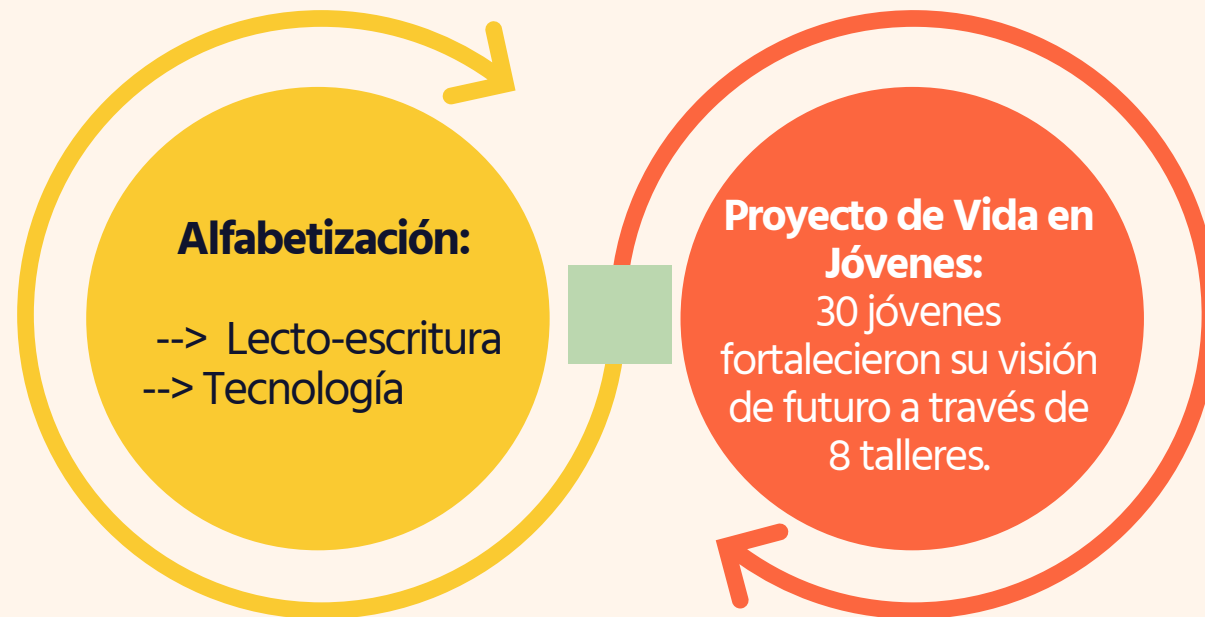 Alfabetización:
--> Lecto-escritura
--> Tecnología
Proyecto de Vida en
Jóvenes:
30 jóvenes
fortalecieron su visión
de futuro a través de
8 talleres.